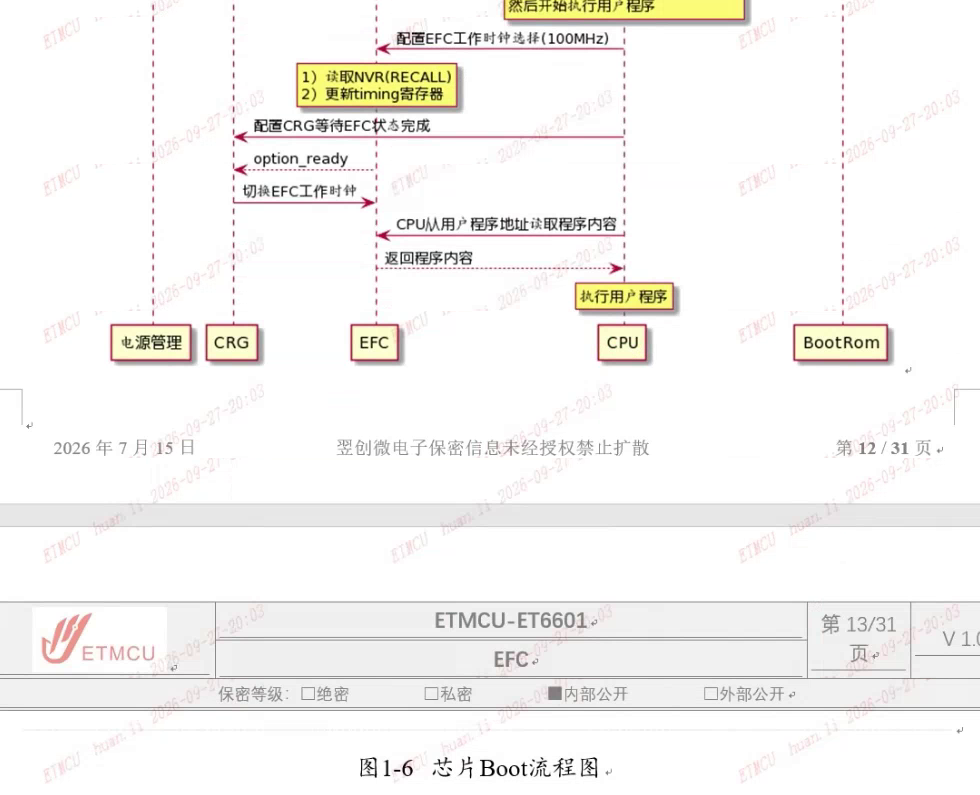 然后开始执行用户程序
配置EFC工作时钟选择(100MHz)
1）读取NVR(RECALL)
2）更新timing寄存器
配置CRG等待EFC状态完成
option_ready
切换EFC工作时钟
CPU从用户程序地址读取程序内容
返回程序内容
执行用户程序
电源管理 CRG EFC CPU BootRom
2026 年 7 月 15 日 翌创微电子保密信息未经授权禁止扩散 第 12 / 31 页
ETMCU huan.li 2026-09-27-20:03
ETMCU
ETMCU-ET6601
EFC
第 13/31
页
V 1.0
保密等级: □绝密 □私密 ■内部公开 □外部公开
图1-6 芯片Boot流程图